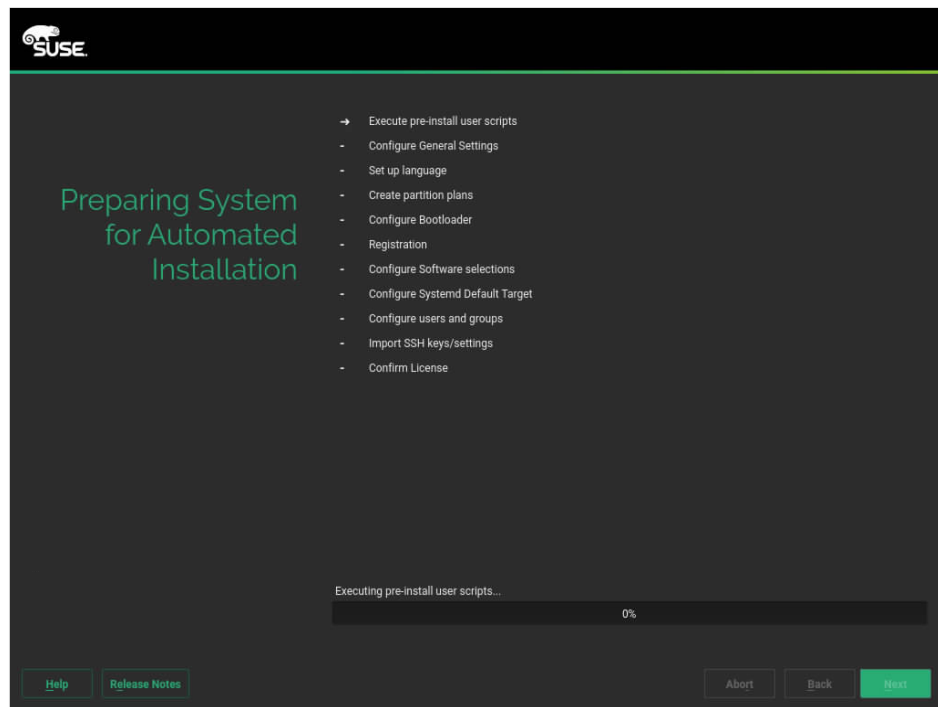 SUSE.
Preparing System
for Automated
Installation
→ Execute pre-install user scripts
- Configure General Settings
- Set up language
- Create partition plans
- Configure Bootloader
- Registration
- Configure Software selections
- Configure Systemd Default Target
- Configure users and groups
- Import SSH keys/settings
- Confirm License
Executing pre-install user scripts...
0%
Help Release Notes Abort Back Next